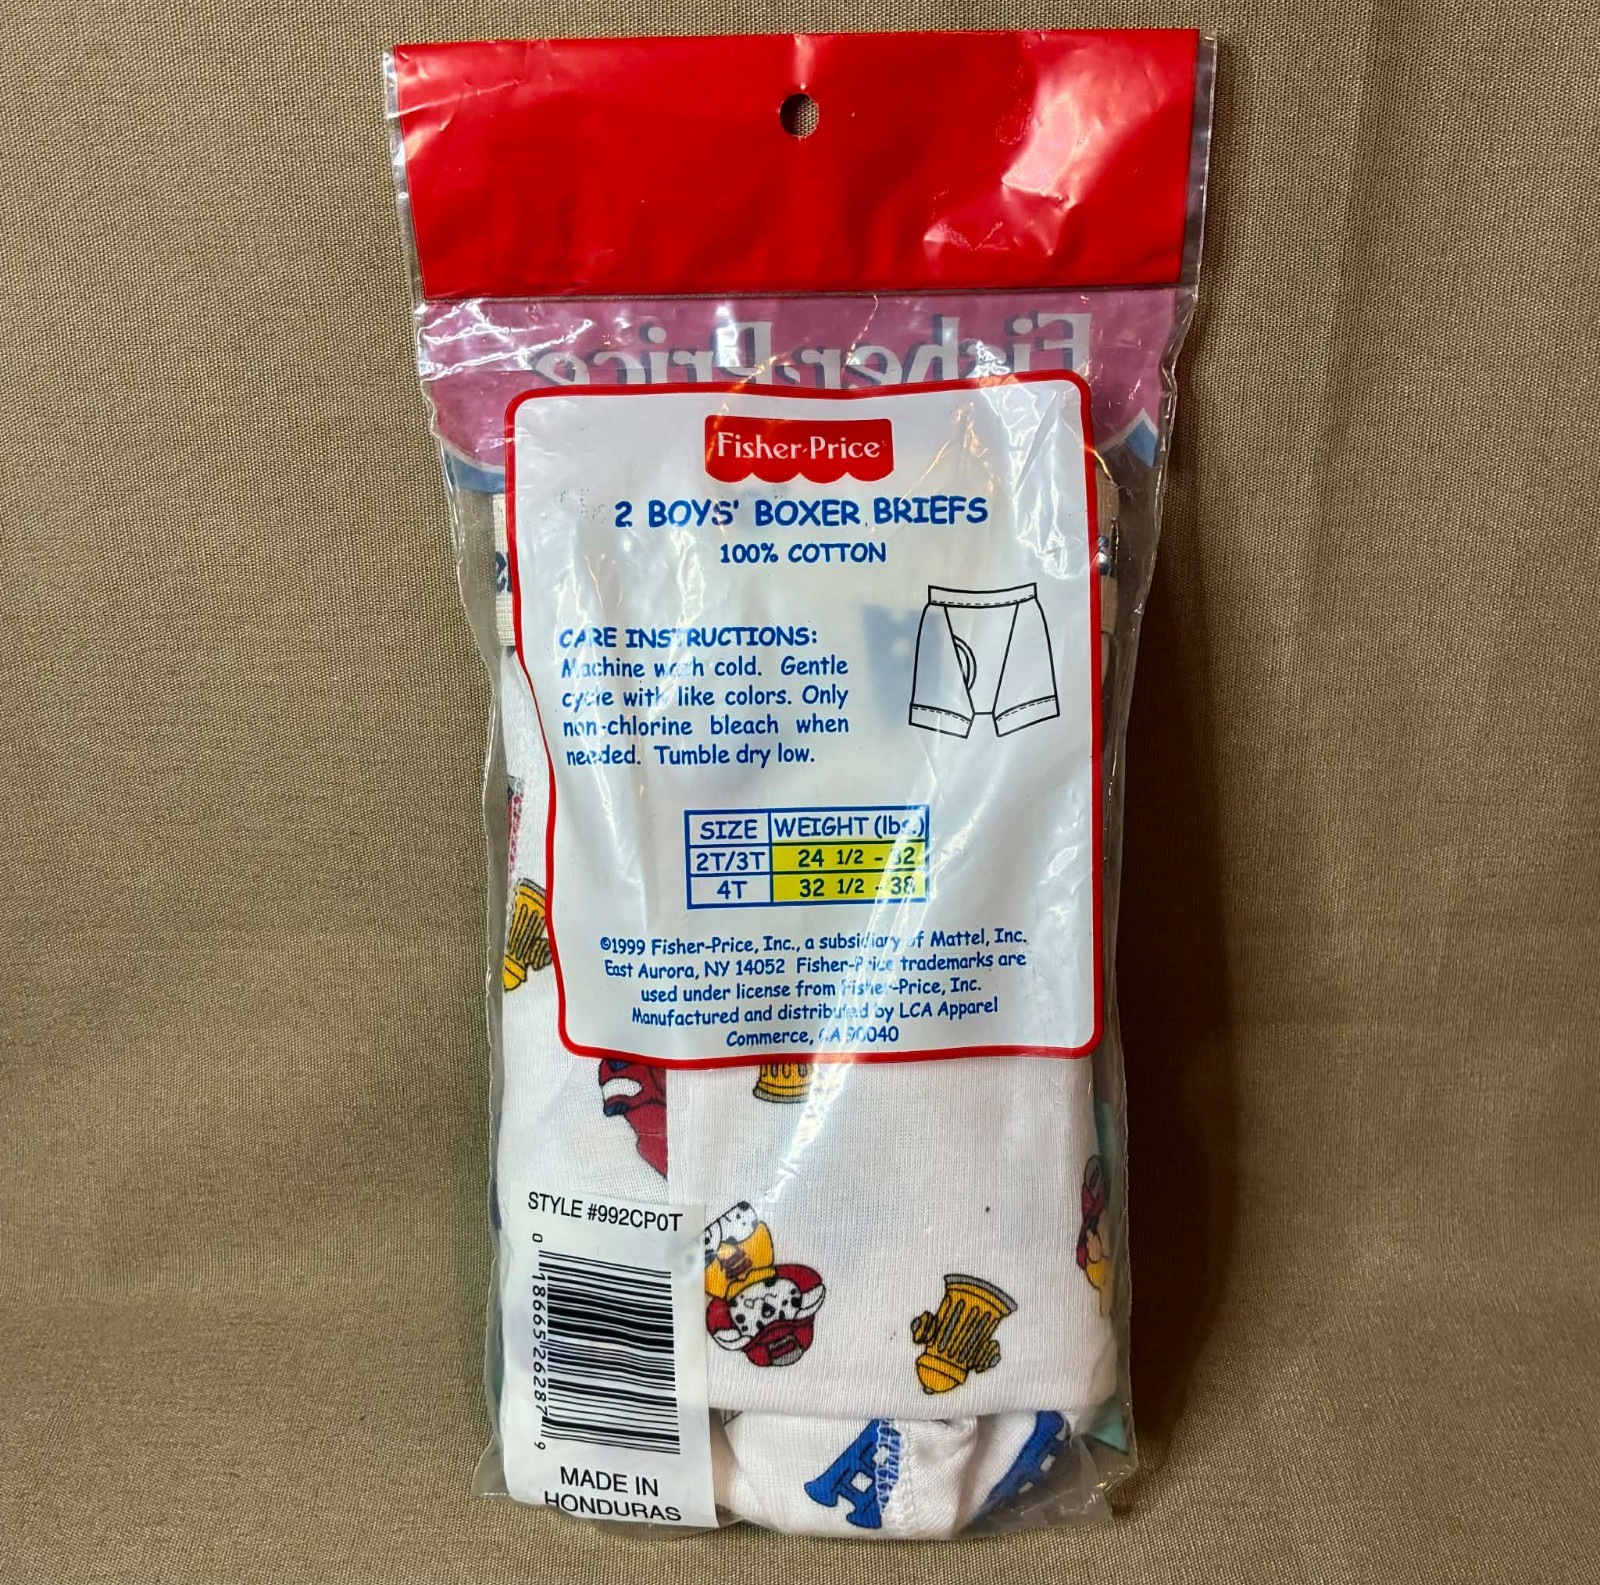 Fisher-Price
Fisher-Price
2 BOYS' BOXER BRIEFS
100% COTTON
CARE INSTRUCTIONS:
Machine wash cold. Gentle
cycle with like colors. Only
non-chlorine bleach when
needed. Tumble dry low.
SIZE WEIGHT (lbs.)
2T/3T 24 1/2 - 32
4T 32 1/2 - 38
©1999 Fisher-Price, Inc., a subsidiary of Mattel, Inc.
East Aurora, NY 14052 Fisher-Price trademarks are
used under license from Fisher-Price, Inc.
Manufactured and distributed by LCA Apparel
Commerce, CA 90040
STYLE #992CP0T
0 18665 26287 9
MADE IN
HONDURAS